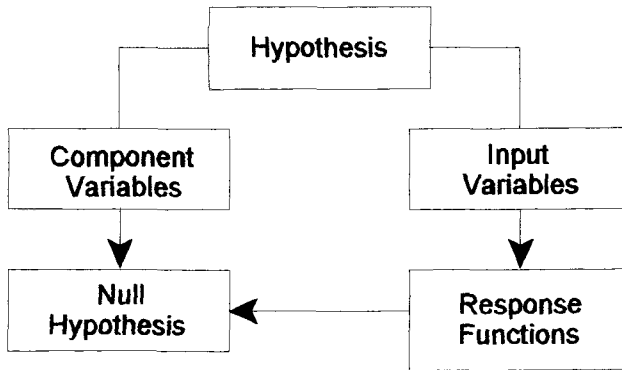 Hypothesis
Component
Variables
Input
Variables
Null
Hypothesis
Response
Functions